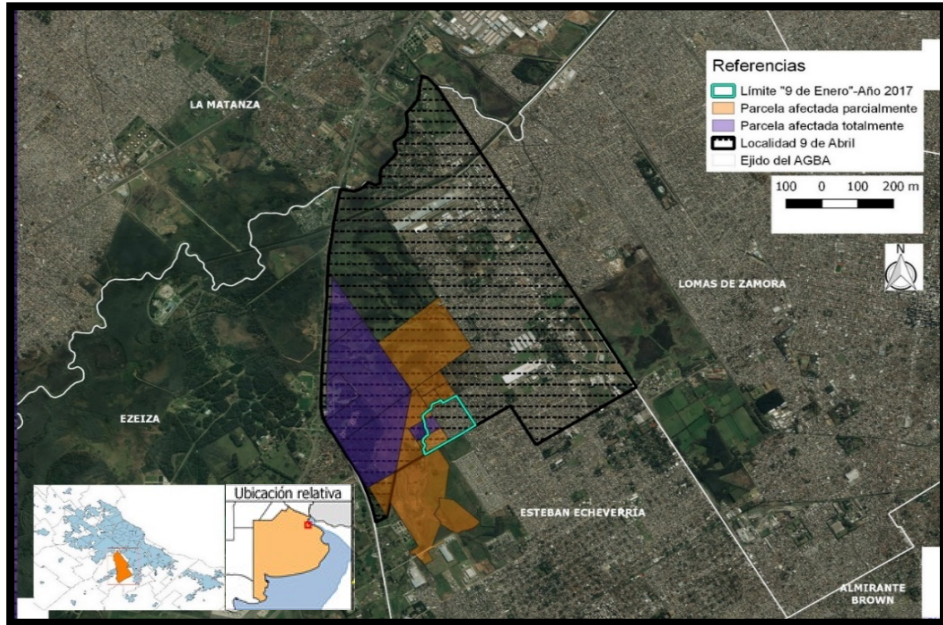 LA MATANZA
Referencias
Límite "9 de Enero"-Año 2017
Parcela afectada parcialmente
Parcela afectada totalmente
Localidad 9 de Abril
Ejido del AGBA
100 0 100 200 m
N
LOMAS DE ZAMORA
EZEIZA
ESTEBAN ECHEVERRÍA
Ubicación relativa
ALMIRANTE
BROWN